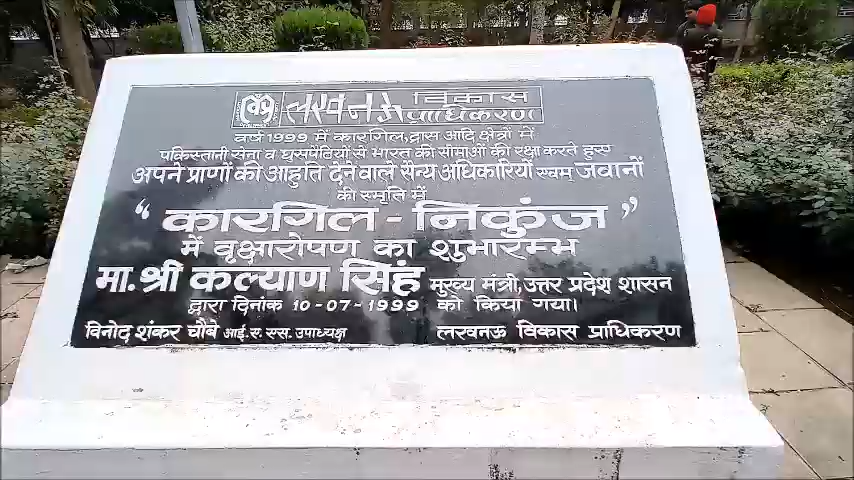 लखनऊ विकास प्राधिकरण
वर्ष 1999 में कारगिल, द्रास आदि क्षेत्रों में
पकिस्तानी सेना व घुसपैठियों से भारत की सीमाओं की रक्षा करते हुए
अपने प्राणों की आहुति देने वाले सैन्य अधिकारियों एवम् जवानों
की स्मृति में
“कारगिल - निकुंज”
में वृक्षारोपण का शुभारम्भ
मा. श्री कल्याण सिंह मुख्य मंत्री, उत्तर प्रदेश शासन
द्वारा दिनांक 10-07-1999 को किया गया।
विनोद शंकर चौबे आई.ए.एस. उपाध्यक्ष लखनऊ विकास प्राधिकरण